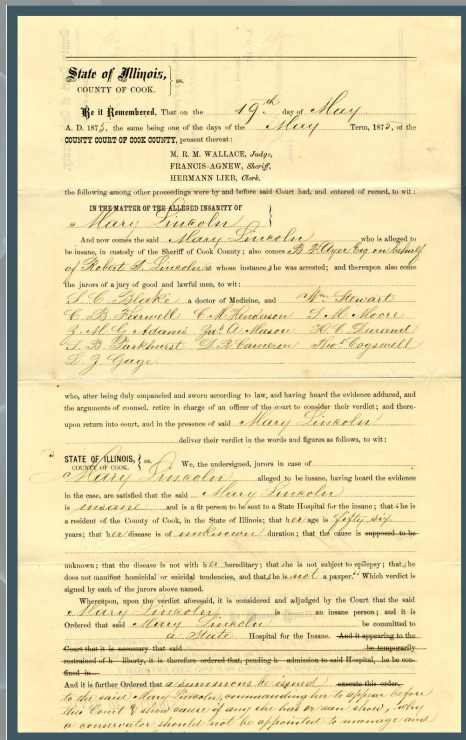 State of Illinois,
COUNTY OF COOK. } ss.
Be it Remembered, That on the 19th day of May
A. D. 1875, the same being one of the days of the May Term, 1875, of the
COUNTY COURT OF COOK COUNTY, present thereat:
M. R. M. WALLACE, Judge,
FRANCIS AGNEW, Sheriff,
HERMANN LIEB, Clerk.
the following among other proceedings were by and before said Court had, and entered of record, to wit:
IN THE MATTER OF THE ALLEGED INSANITY OF
Mary Lincoln }
And now comes the said Mary Lincoln who is alleged to
be insane, in custody of the Sheriff of Cook County; also comes B. F. Ayer Esq on behalf
of Robert T. Lincoln at whose instance she was arrested; and thereupon also come
the jurors of a jury of good and lawful men, to wit:
S. C. Blake a doctor of Medicine, and Wm Stewart
C B Farwell C M Henderson S. M. Moore
L. M. G Adams Jas. A. Mason H. C. Durand
S. B. Parkhurst D. R. Cameron Thos. Cogswell
L. J. Gage
who, after being duly empanneled and sworn according to law, and having heard the evidence adduced, and
the arguments of counsel, retire in charge of an officer of the court to consider their verdict; and there-
upon return into court, and in the presence of said Mary Lincoln
deliver their verdict in the words and figures as follows, to wit:
STATE OF ILLINOIS,
COUNTY OF COOK. } ss. We, the undersigned, jurors in case of
Mary Lincoln alleged to be insane, having heard the evidence
in the case, are satisfied that the said Mary Lincoln
is insane and is a fit person to be sent to a State Hospital for the insane; that she is
a resident of the County of Cook, in the State of Illinois; that her age is fifty six
years; that her disease is of unknown duration; that the cause is supposed to be
unknown; that the disease is not with her hereditary; that she is not subject to epilepsy; that she
does not manifest homicidal or suicidal tendencies, and that she is not a pauper." Which verdict is
signed by each of the jurors above named.
Whereupon, upon the verdict aforesaid, it is considered and adjudged by the Court that the said
Mary Lincoln is an insane person; and it is
Ordered that said Mary Lincoln be committed to
a State Hospital for the Insane. And it appearing to the
Court that it is necessary that said be temporarily
restrained of h liberty, it is therefore ordered that, pending h admission to said Hospital, he be con-
fined in
And it is further Ordered that a summons be issued execute this order,
to the said Mary Lincoln, commanding her to appear before
this Court & show cause if any she has or can show, why
a conservator should not be appointed to manage and